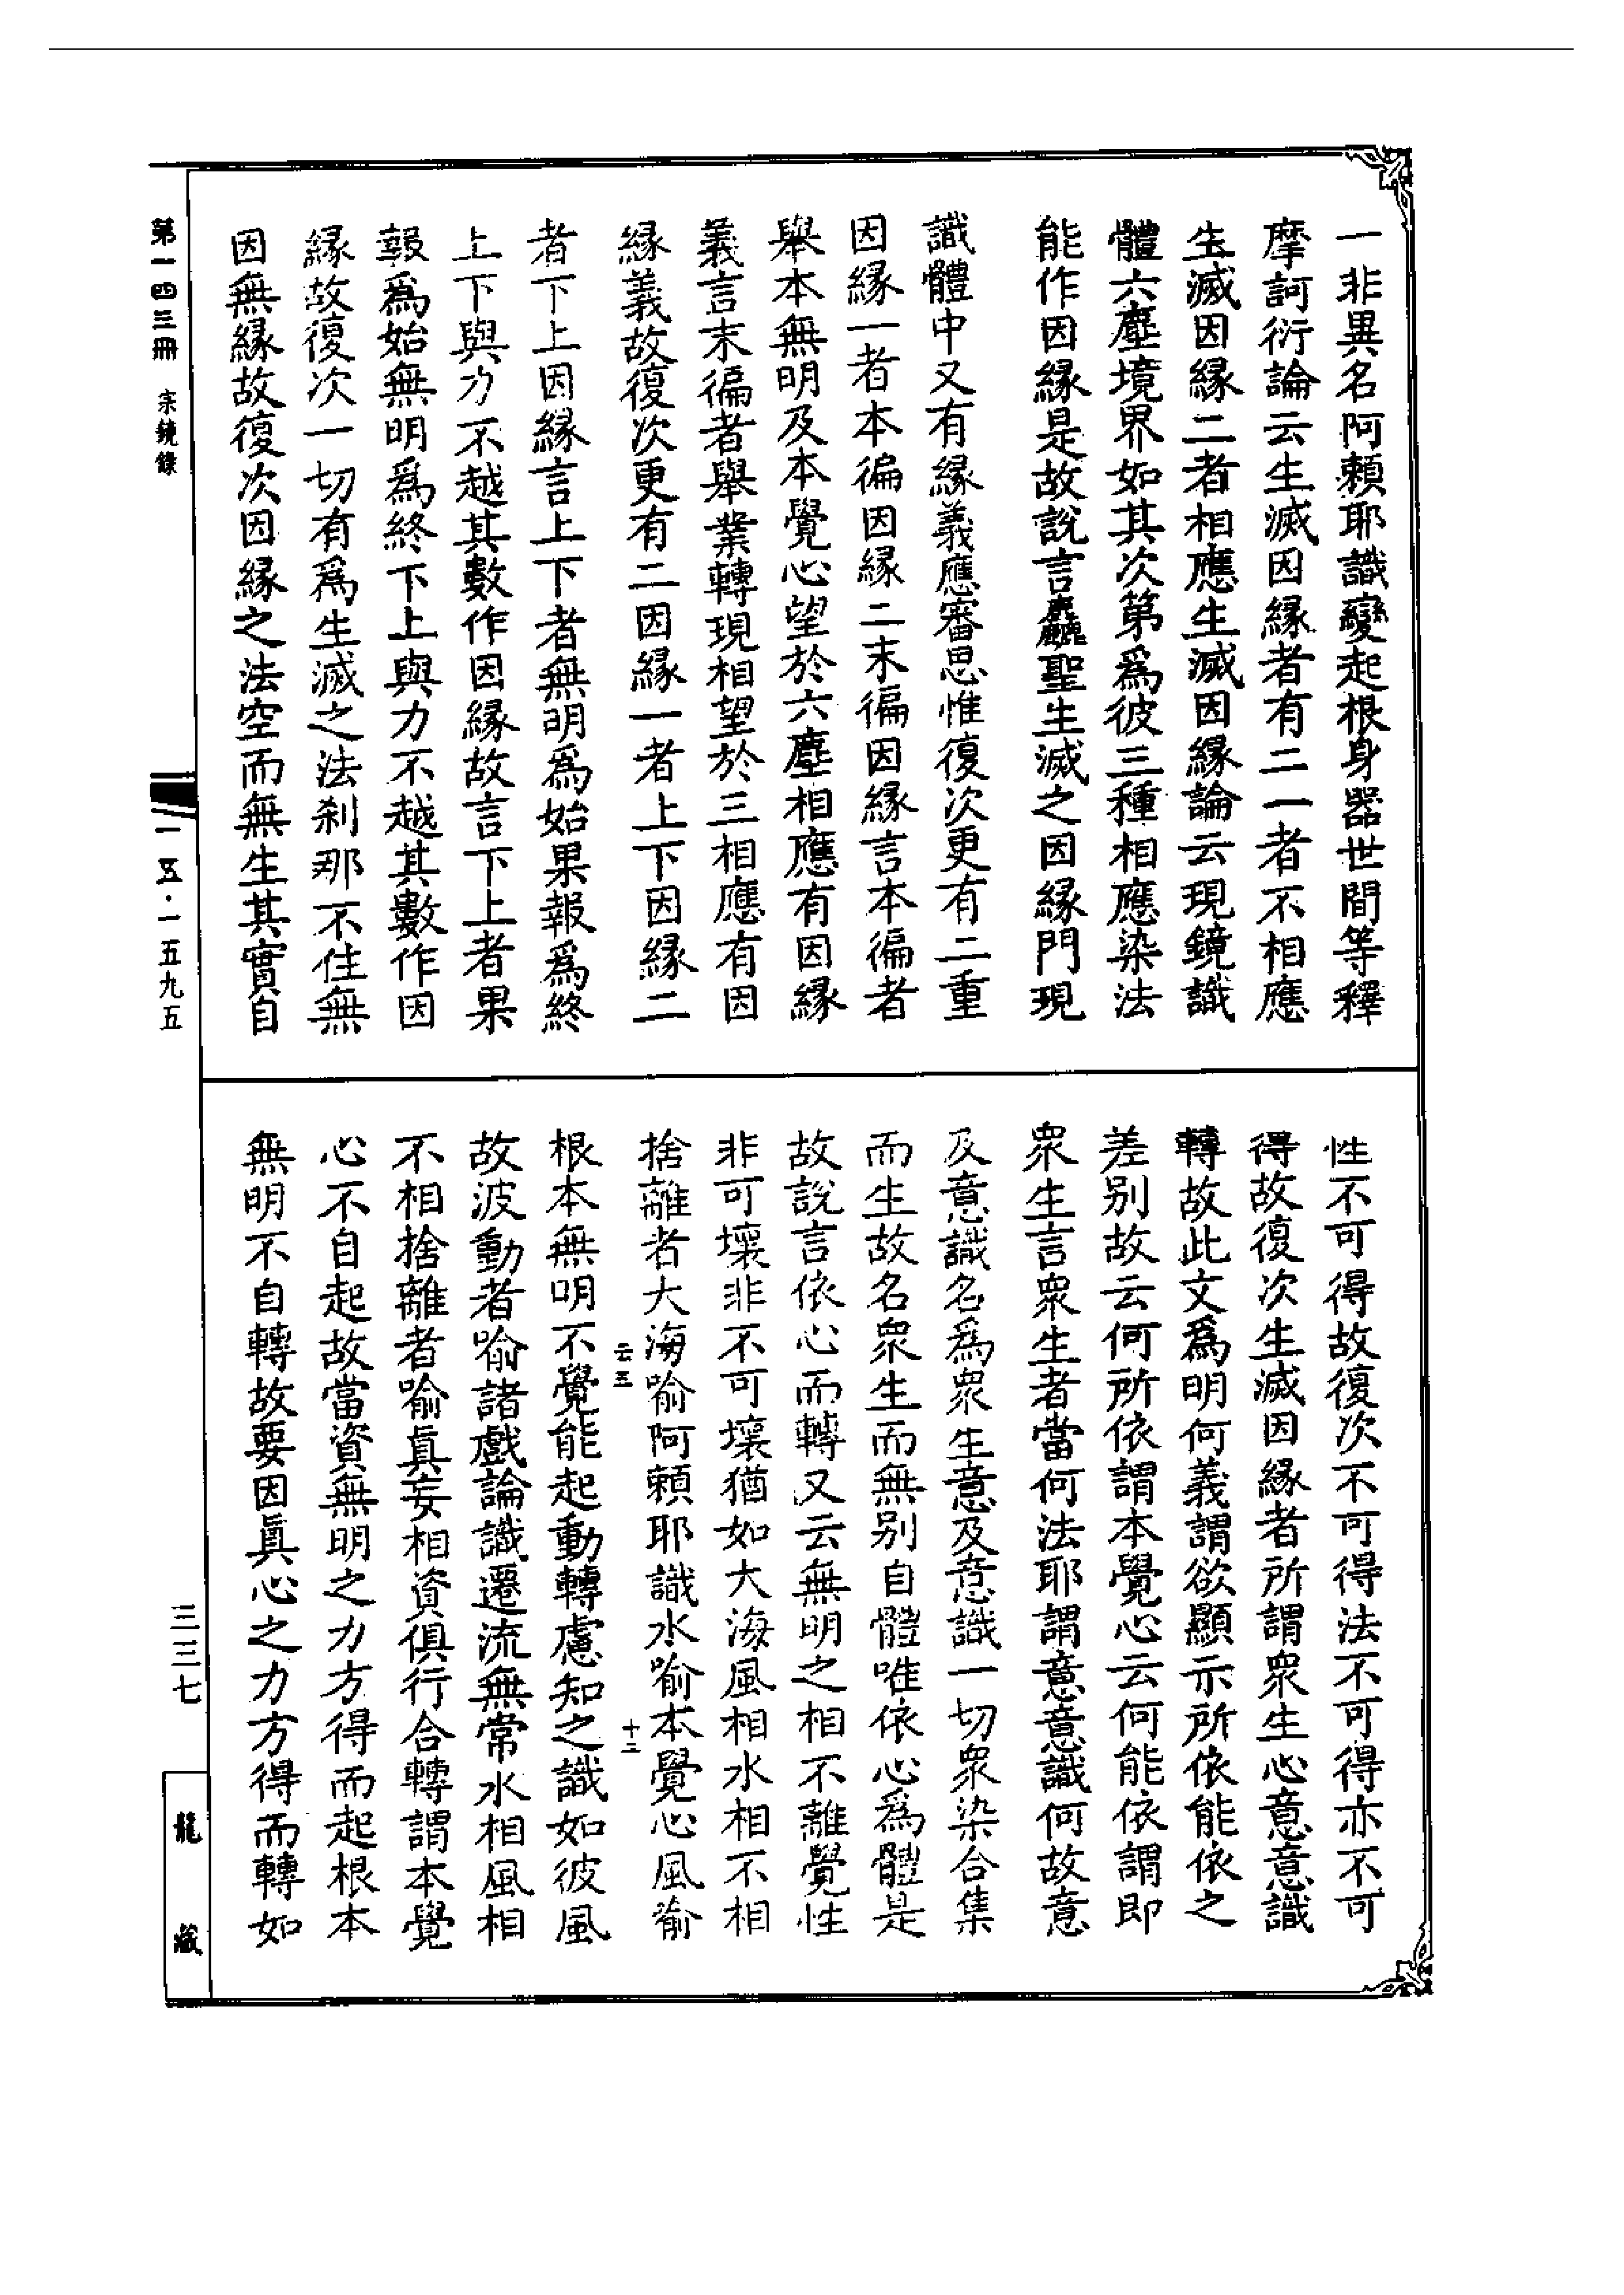 一非異名阿頼耶識變起根身器世間等釋
摩訶衍論云生滅因縁者有二一者不相應
生滅因縁二者相應生滅因縁論云現鏡識
體六塵境界如其次第爲彼三種相應染法
能作因縁是故說言麤聖生滅之因縁門現
識體中又有縁義應審思惟復次更有二重
因縁一者本徧因縁二末徧因縁言本徧者
舉本無明及本覺心望於六塵相應有因縁
義言末徧者舉業轉現相望於三相應有因
縁義故復次更有二因縁一者上下因縁二
者下上因縁言上下者無明爲始果報爲終
上下與力不越其數作因縁故言下上者果
報爲始無明爲終下上與力不越其數作因
縁故復次一切有爲生滅之法刹那不住無
因無縁故復次因縁之法空而無生其實自
性不可得故復次不可得法不可得亦不可
得故復次生滅因縁者所謂衆生心意意識
轉故此文爲明何義謂欲顯示所依能依之
差別故云何所依謂本覺心云何能依謂即
衆生言衆生者當何法耶謂意意識何故意
及意識名爲衆生意及意識一切衆染合集
而生故名衆生而無別自體唯依心爲體是
故說言依心而轉又云無明之相不離覺性
非可壞非不可壞猶如大海風相水相不相
捨離者大海喻阿頼耶識水喻本覺心風喻
云五 十二
根本無明不覺能起動轉慮知之識如彼風
故波動者喻諸戲論識遷流無常水相風相
不相捨離者喻眞妄相資俱行合轉謂本覺
心不自起故當資無明之力方得而起根本
無明不自轉故要因眞心之力方得而轉如
第一四三冊 宗鏡錄
一五·一五九五
三三七
龍藏